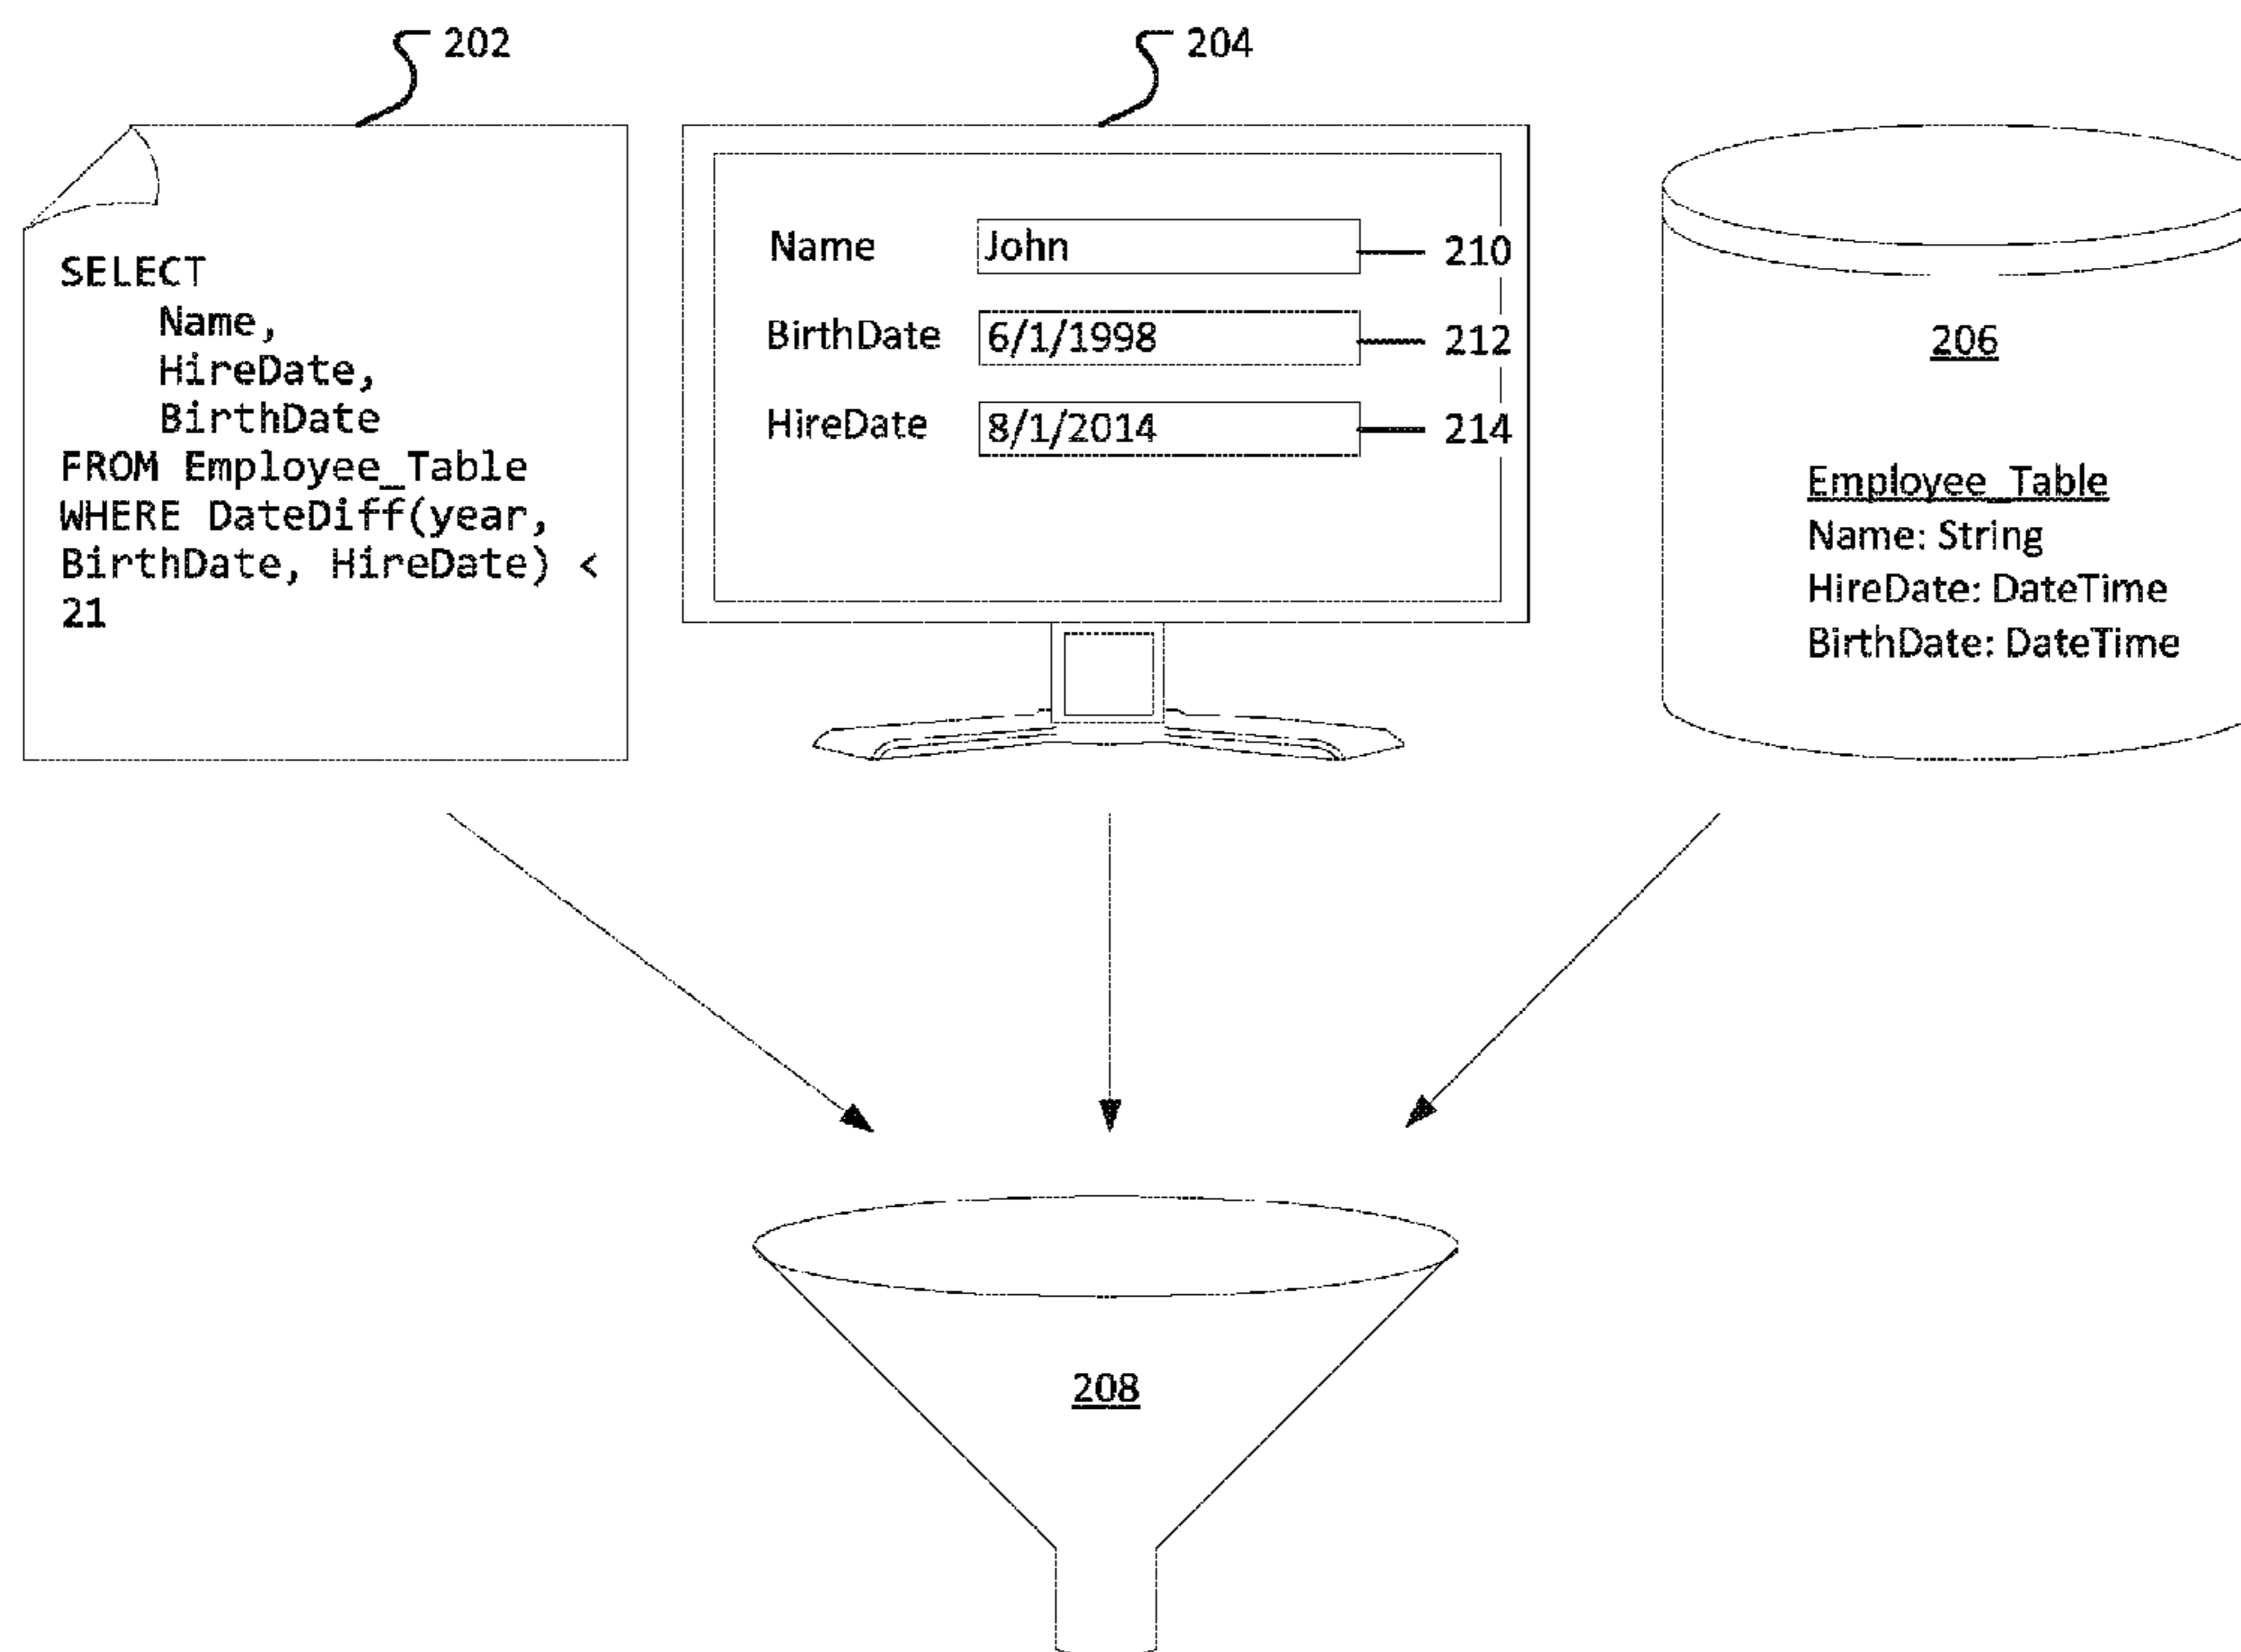 202
SELECT
Name,
HireDate,
BirthDate
FROM Employee_Table
WHERE DateDiff(year,
BirthDate, HireDate) <
21
204
Name John 210
BirthDate 6/1/1998 212
HireDate 8/1/2014 214
206
Employee_Table
Name: String
HireDate: DateTime
BirthDate: DateTime
208